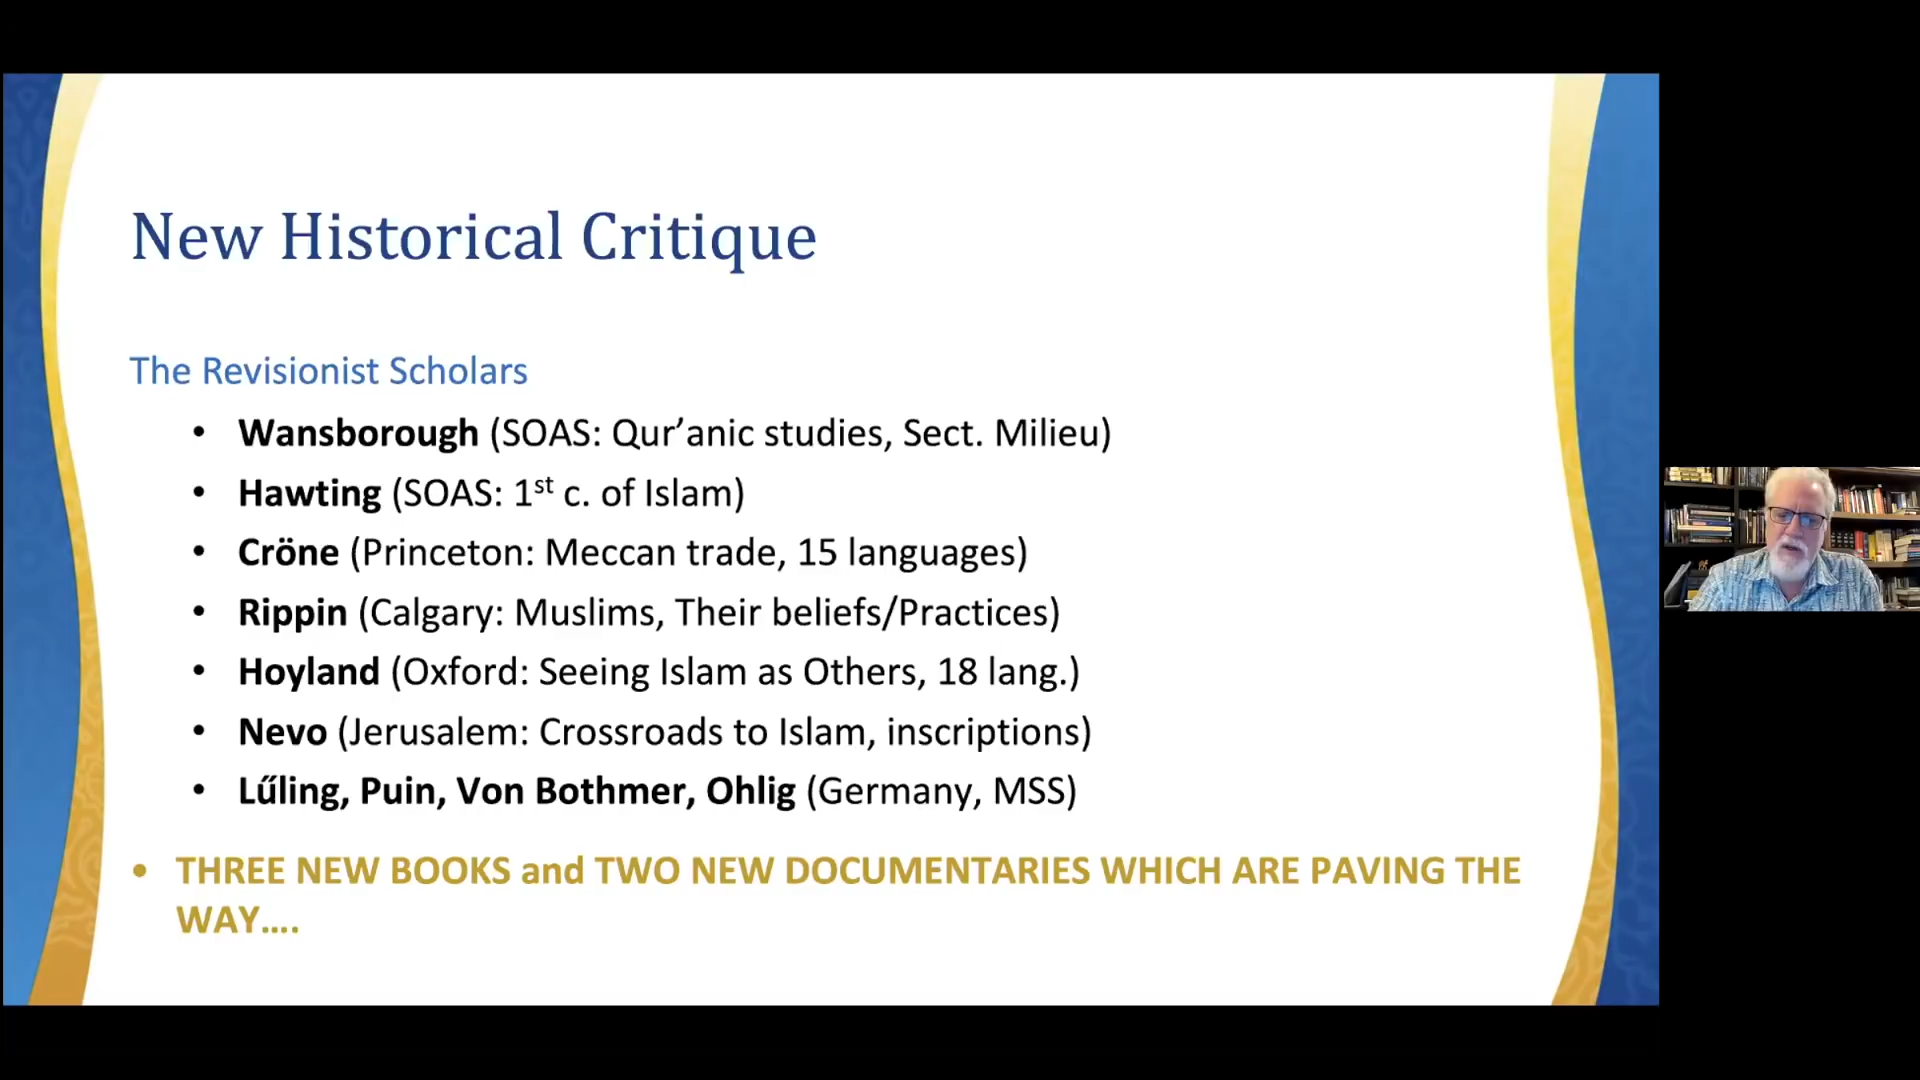 New Historical Critique
The Revisionist Scholars
• Wansborough (SOAS: Qur’anic studies, Sect. Milieu)
• Hawting (SOAS: 1st c. of Islam)
• Cröne (Princeton: Meccan trade, 15 languages)
• Rippin (Calgary: Muslims, Their beliefs/Practices)
• Hoyland (Oxford: Seeing Islam as Others, 18 lang.)
• Nevo (Jerusalem: Crossroads to Islam, inscriptions)
• Lűling, Puin, Von Bothmer, Ohlig (Germany, MSS)
• THREE NEW BOOKS and TWO NEW DOCUMENTARIES WHICH ARE PAVING THE
WAY....